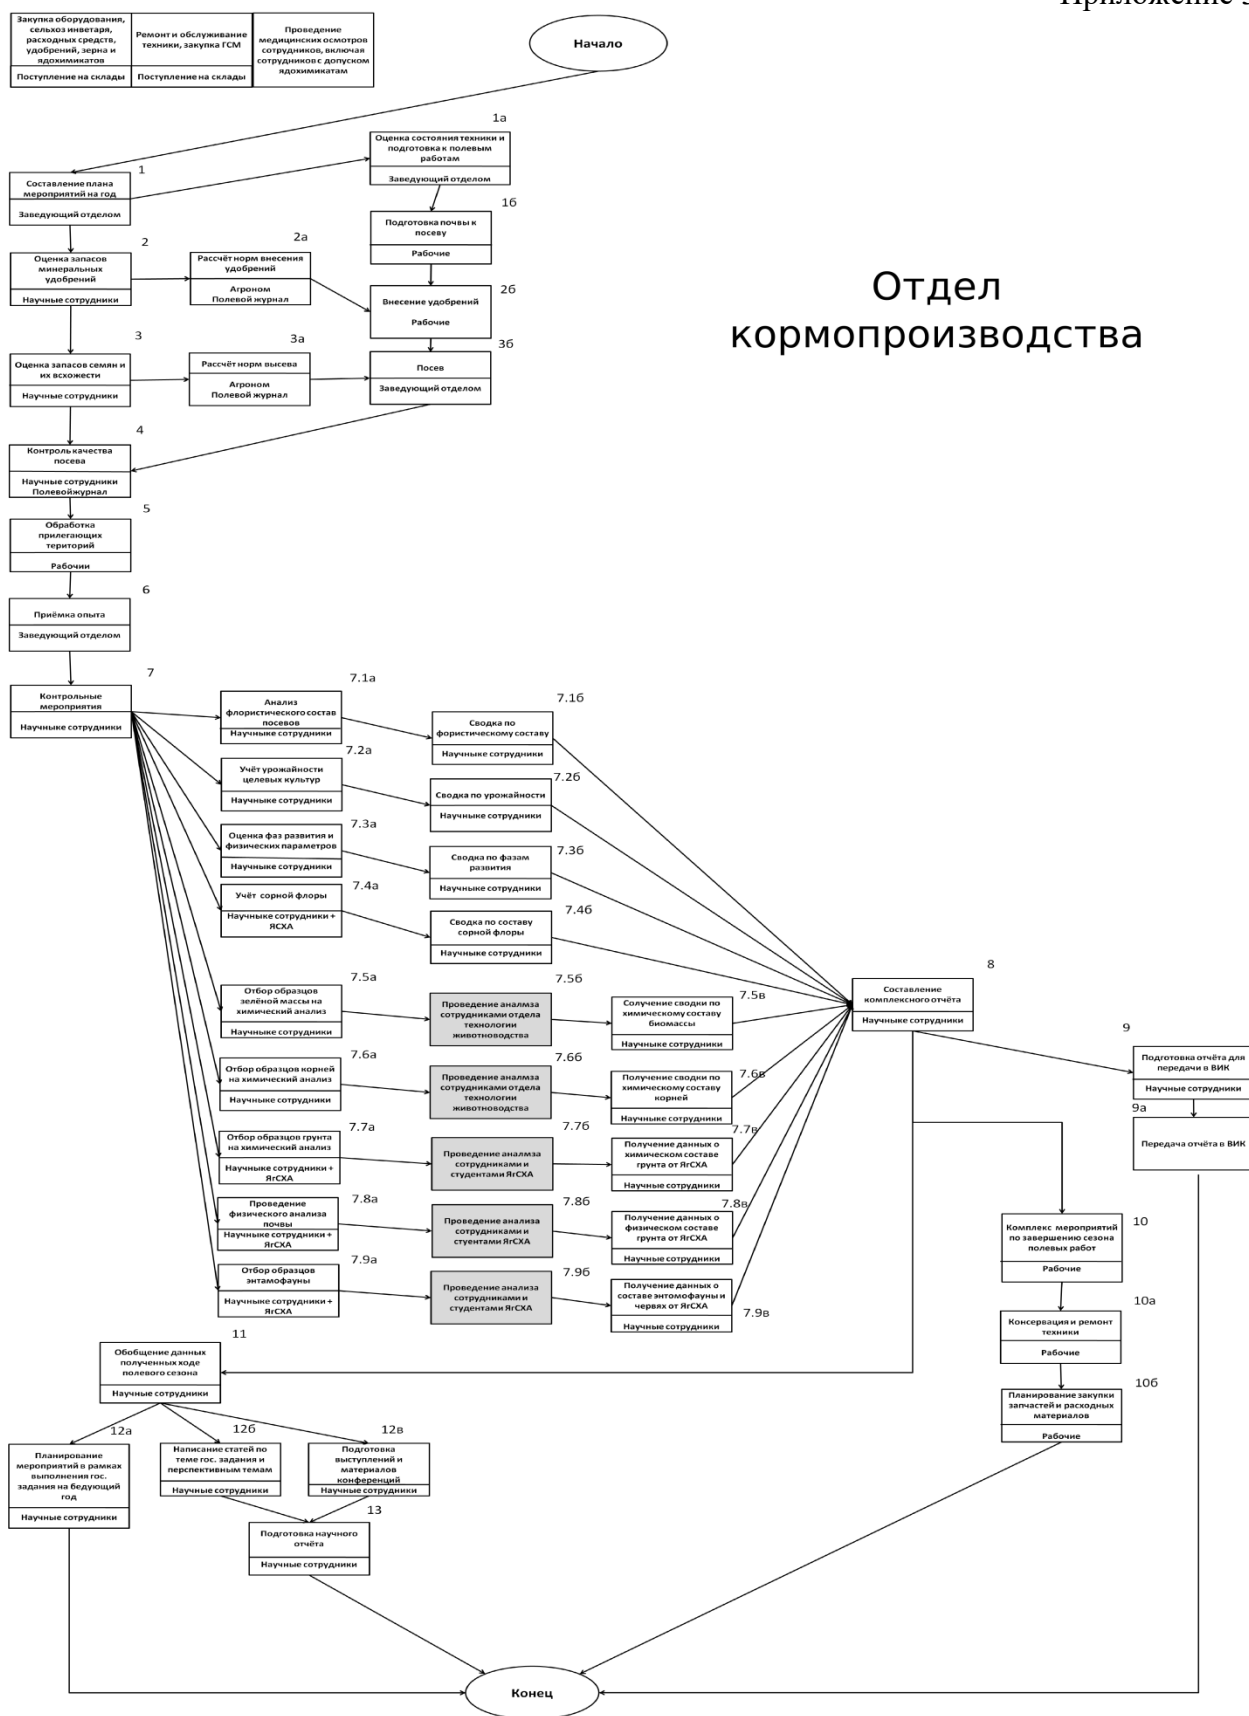 Приложение 3
Закупка оборудования,
сельхоз инветаря,
расходных средств,
удобрений, зерна и
ядохимикатов
Поступление на склады
Ремонт и обслуживание
техники, закупка ГСМ
Поступление на склады
Проведение
медицинских осмотров
сотрудников, включая
сотрудников с допуском
ядохимикатам
Начало
1а
Оценка состояния техники и
подготовка к полевым
работам
Заведующий отделом
1
Составление плана
мероприятий на год
Заведующий отделом
1б
Подготовка почвы к
посеву
Рабочие
2
Оценка запасов
минеральных
удобрений
Научные сотрудники
2а
Рассчёт норм внесения
удобрений
Агроном
Полевой журнал
2б
Внесение удобрений
Рабочие
Отдел
кормопроизводства
3
Оценка запасов семян и
их всхожести
Научные сотрудники
3а
Рассчёт норм высева
Агроном
Полевой журнал
3б
Посев
Заведующий отделом
4
Контроль качества
посева
Научные сотрудники
Полевойжурнал
5
Обработка
прилегающих
територий
Рабочии
6
Приёмка опыта
Заведующий отделом
7
Контрольные
мероприятия
Научныке сотрудники
7.1а
Анализ
флористического состав
посевов
Научныке сотрудники
7.1б
Сводка по
фористическому составу
Научныке сотрудники
7.2а
Учёт урожайности
целевых культур
Научныке сотрудники
7.2б
Сводка по урожайности
Научныке сотрудники
7.3а
Оценка фаз развития и
физических параметров
Научныке сотрудники
7.3б
Сводка по фазам
развития
Научныке сотрудники
7.4а
Учёт сорной флоры
Научныке сотрудники +
ЯСХА
7.4б
Сводка по составу
сорной флоры
Научныке сотрудники
7.5а
Отбор образцов
зелёной массы на
химический анализ
Научныке сотрудники
7.5б
Проведение аналмза
сотрудниками отдела
технологии
животноводства
7.5в
Солучение сводки по
химическому составу
биомассы
Научныке сотрудники
8
Составление
комплексного отчёта
Научныке сотрудники
9
Подготовка отчёта для
передачи в ВИК
Научные сотрудники
9а
Передача отчёта в ВИК
7.6а
Отбор образцов корней
на химический анализ
Научныке сотрудники
7.6б
Проведение аналмза
сотрудниками отдела
технологии
животноводства
7.6в
Получение сводки по
химическому составу
корней
Научныке сотрудники
7.7а
Отбор образцов грунта
на химический анализ
Научныке сотрудники +
ЯгСХА
7.7б
Проведение аналмза
сотрудниками и
студентами ЯгСХА
7.7в
Получение данных о
химическом составе
грунта от ЯгСХА
Научные сотрудники
7.8а
Проведение
физического анализа
почвы
Научныке сотрудники +
ЯгСХА
7.8б
Проведение анализа
сотрудниками и
стуентами ЯгСХА
7.8в
Получение данных о
физическом составе
грунта от ЯгСХА
Научные сотрудники
7.9а
Отбор образцов
энтамофауны
Научныке сотрудники +
ЯгСХА
7.9б
Проведение анализа
сотрудниками и
студентами ЯгСХА
7.9в
Получение данных о
составе энтомофауны и
червях от ЯгСХА
Научные сотрудники
10
Комплекс мероприятий
по завершению сезона
полевых работ
Рабочие
10а
Консервация и ремонт
техники
Рабочие
10б
Планирование закупки
запчастей и расходных
материалов
Рабочие
11
Обобщение данных
полученных ходе
полевого сезона
Научные сотрудники
12а
Планирование
мероприятий в рамках
выполнения гос.
задания на бедующий
год
Научные сотрудники
12б
Написание статей по
теме гос. задания и
перспективным темам
Научные сотрудники
12в
Подготовка
выступлений и
материалов
конференций
Научные сотрудники
13
Подготовка научного
отчёта
Научные сотрудники
Конец